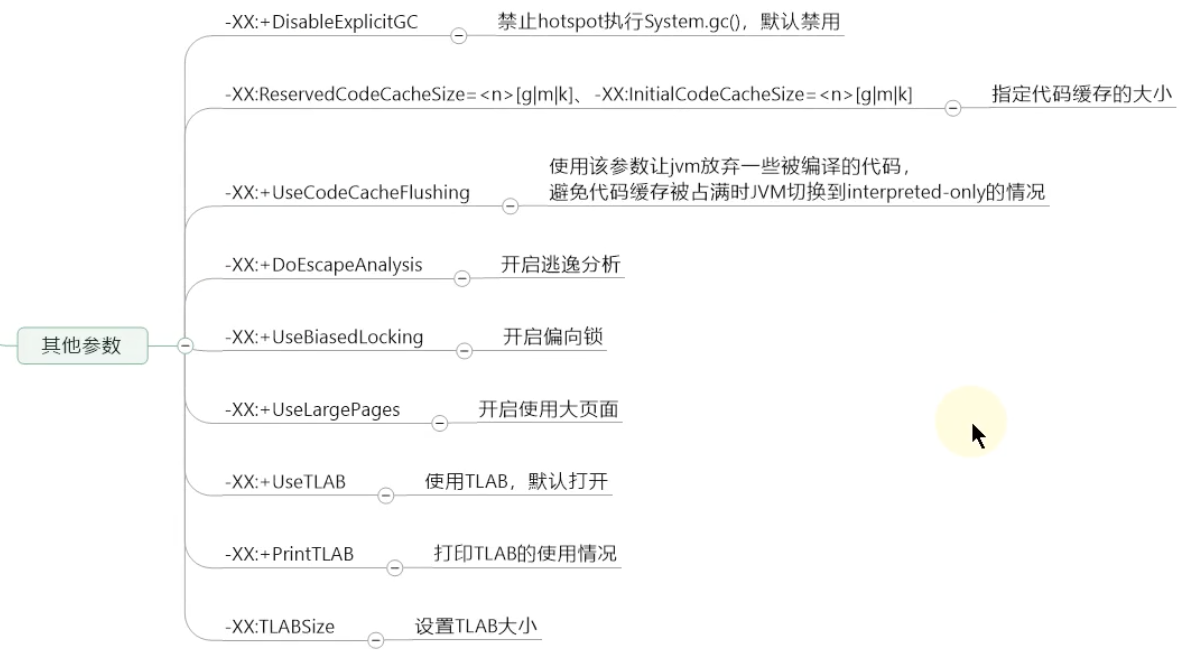 -XX:+DisableExplicitGC 禁止hotspot执行System.gc()，默认禁用
-XX:ReservedCodeCacheSize=<n>[g|m|k]、-XX:InitialCodeCacheSize=<n>[g|m|k] 指定代码缓存的大小
使用该参数让jvm放弃一些被编译的代码，
-XX:+UseCodeCacheFlushing 避免代码缓存被占满时JVM切换到interpreted-only的情况
-XX:+DoEscapeAnalysis 开启逃逸分析
-XX:+UseBiasedLocking 开启偏向锁
其他参数
-XX:+UseLargePages 开启使用大页面
-XX:+UseTLAB 使用TLAB，默认打开
-XX:+PrintTLAB 打印TLAB的使用情况
-XX:TLABSize 设置TLAB大小